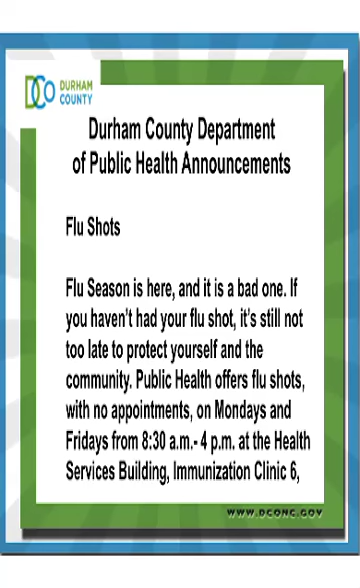 DCO DURHAM
COUNTY
Durham County Department
of Public Health Announcements
Flu Shots
Flu Season is here, and it is a bad one. If
you haven't had your flu shot, it's still not
too late to protect yourself and the
community. Public Health offers flu shots,
with no appointments, on Mondays and
Fridays from 8:30 a.m.- 4 p.m. at the Health
Services Building, Immunization Clinic 6,
WWW.DCONC.GOV